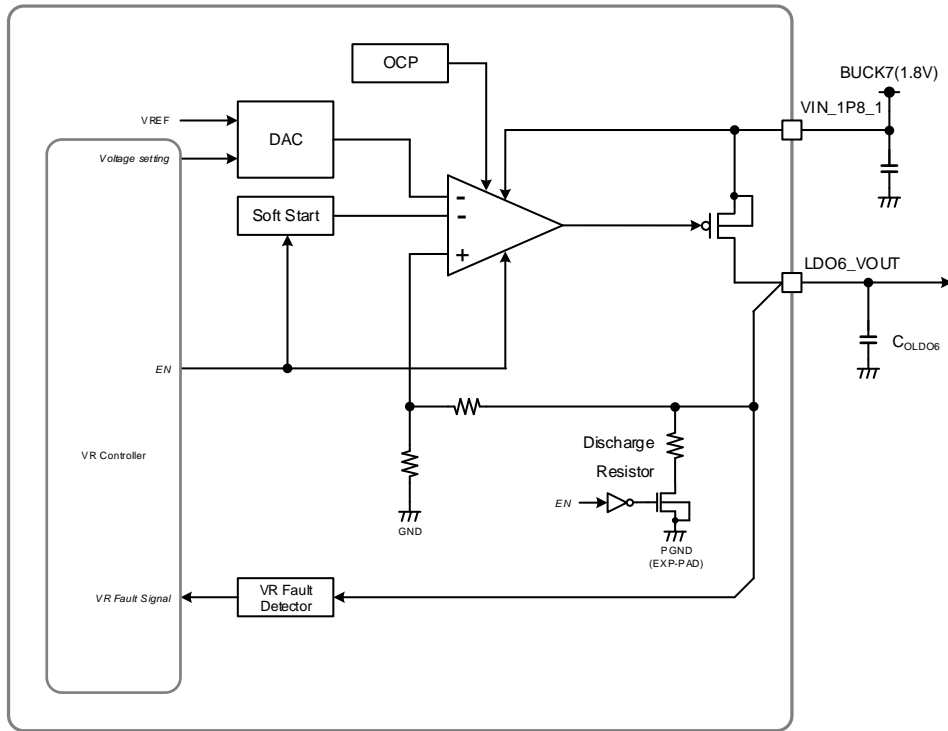 OCP
BUCK7(1.8V)
VIN_1P8_1
VREF
DAC
Voltage setting
Soft Start
-
-
+
LDO6_VOUT
COLDO6
EN
Discharge
Resistor
VR Controller
EN
GND
PGND
(EXP-PAD)
VR Fault Signal
VR Fault
Detector